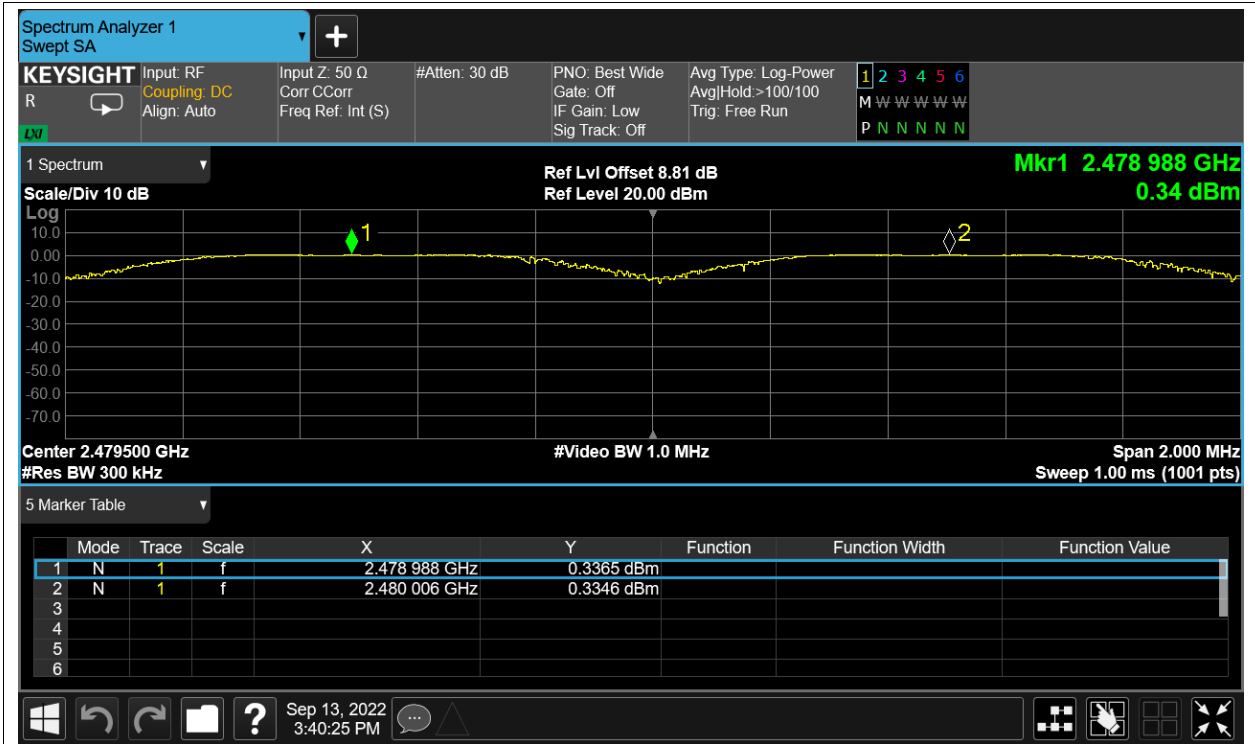 Spectrum Analyzer 1
Swept SA
KEYSIGHT
R
LXI
Input: RF
Coupling: DC
Align: Auto
Input Z: 50 Ω
Corr CCorr
Freq Ref: Int (S)
#Atten: 30 dB
PNO: Best Wide
Gate: Off
IF Gain: Low
Sig Track: Off
Avg Type: Log-Power
Avg|Hold:>100/100
Trig: Free Run
1 2 3 4 5 6
M W W W W W
P N N N N N
1 Spectrum
Scale/Div 10 dB
Ref Lvl Offset 8.81 dB
Ref Level 20.00 dBm
Mkr1 2.478 988 GHz
0.34 dBm
Log
10.0
0.00
-10.0
-20.0
-30.0
-40.0
-50.0
-60.0
-70.0
1
2
Center 2.479500 GHz
#Res BW 300 kHz
#Video BW 1.0 MHz
Span 2.000 MHz
Sweep 1.00 ms (1001 pts)
5 Marker Table
Mode Trace Scale X Y Function Function Width Function Value
1 N 1 f 2.478 988 GHz 0.3365 dBm
2 N 1 f 2.480 006 GHz 0.3346 dBm
3
4
5
6
?
Sep 13, 2022
3:40:25 PM